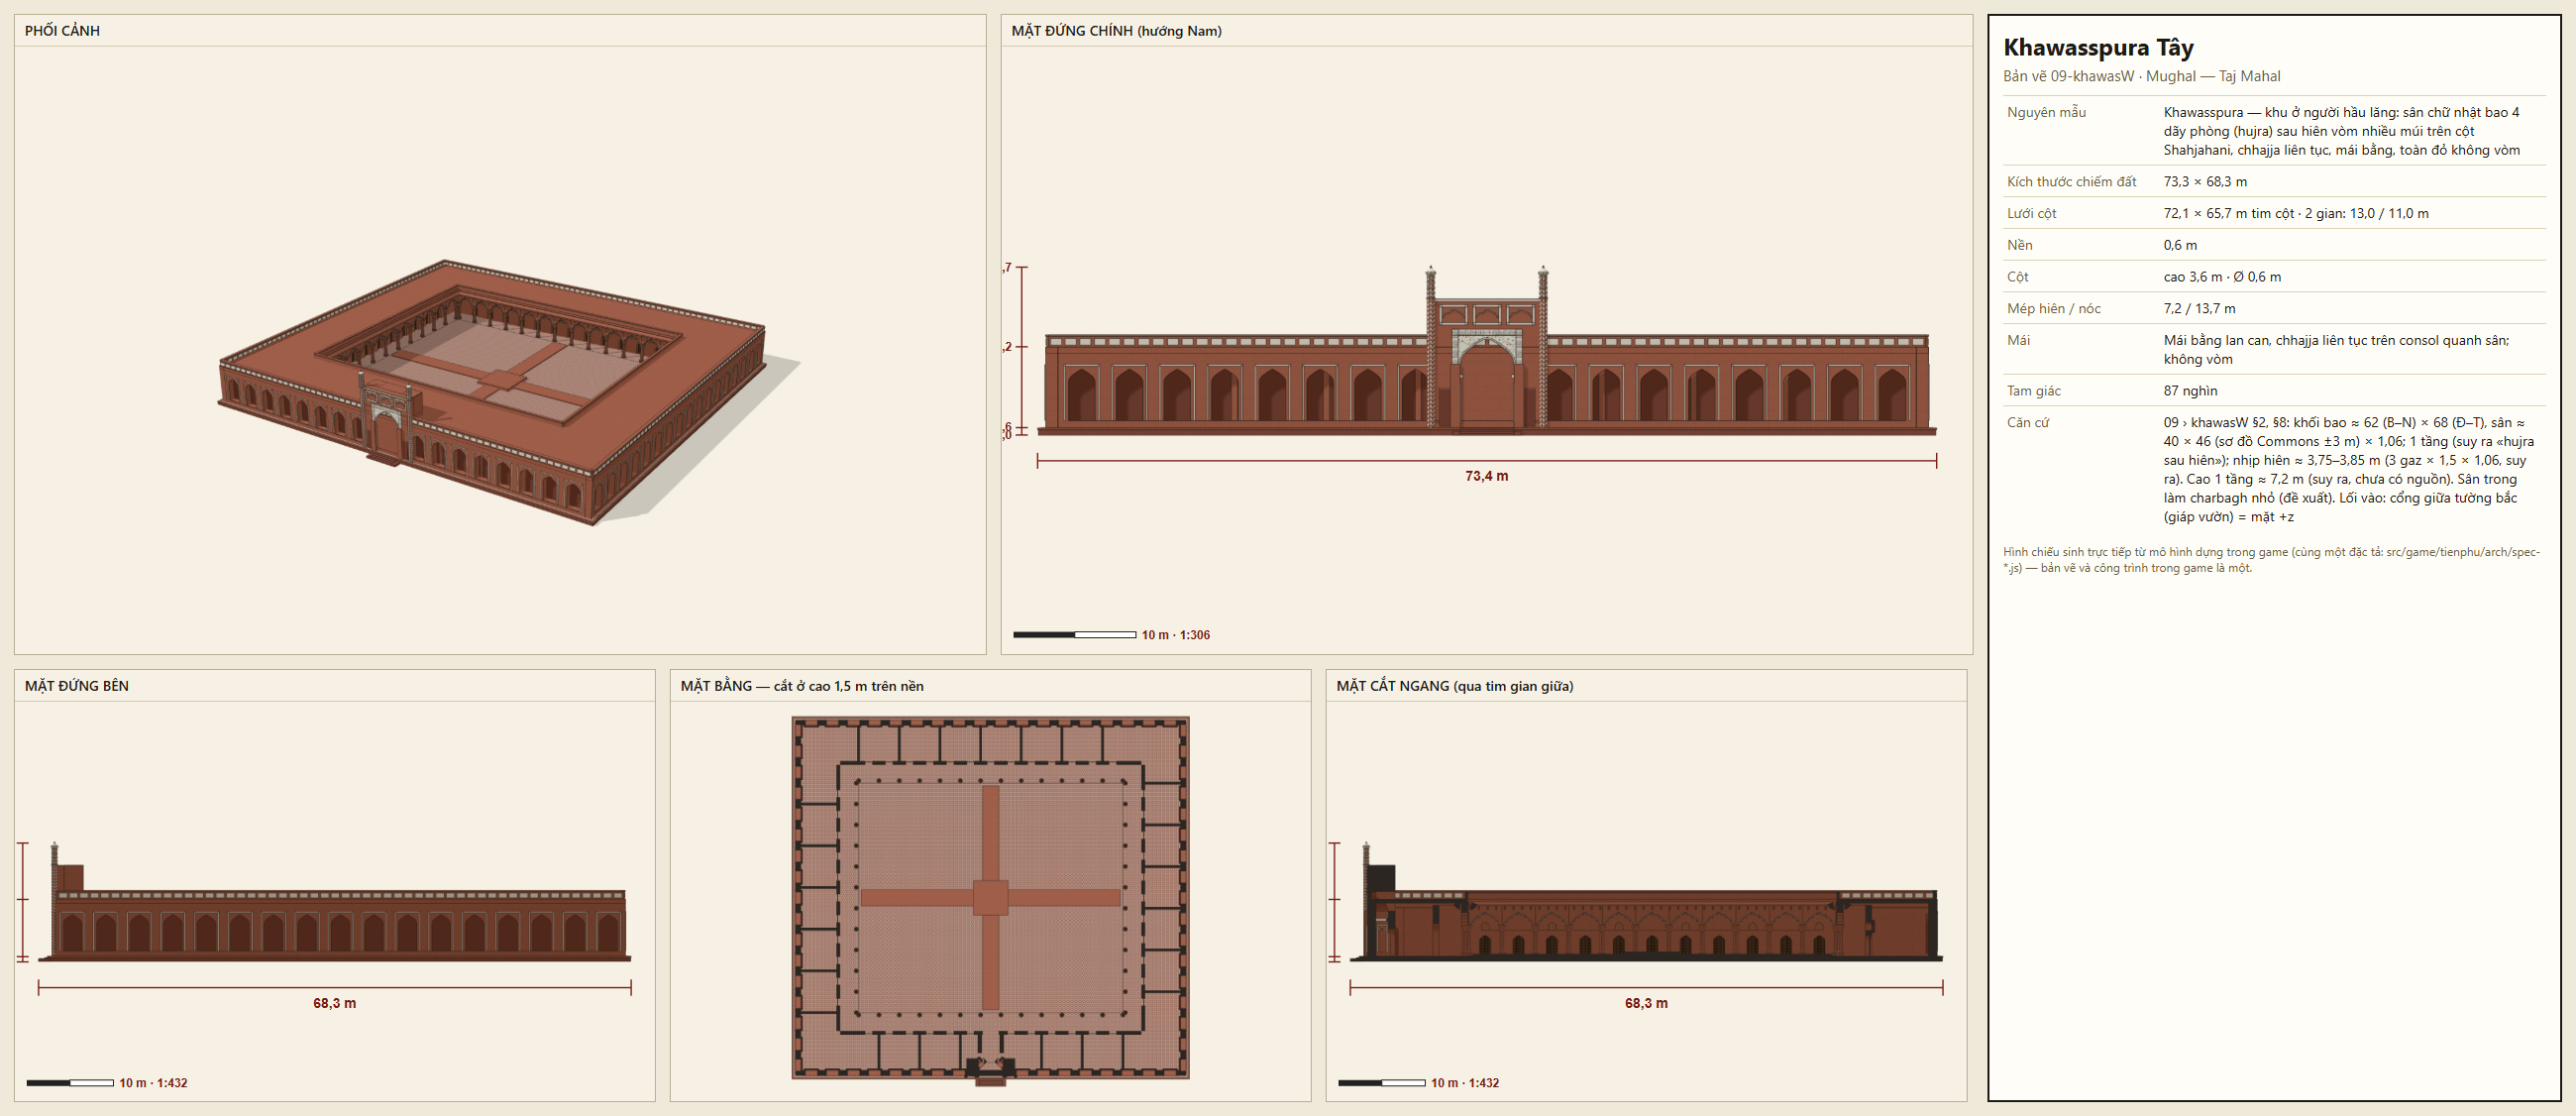 PHỐI CẢNH
MẶT ĐỨNG CHÍNH (hướng Nam)
,7
,2
,6
,0
73,4 m
10 m · 1:306
MẶT ĐỨNG BÊN
68,3 m
10 m · 1:432
MẶT BẰNG — cắt ở cao 1,5 m trên nền
MẶT CẮT NGANG (qua tim gian giữa)
68,3 m
10 m · 1:432
Khawasspura Tây
Bản vẽ 09-khawasW · Mughal — Taj Mahal
Nguyên mẫu
Khawasspura — khu ở người hầu lăng: sân chữ nhật bao 4
dãy phòng (hujra) sau hiên vòm nhiều múi trên cột
Shahjahani, chhajja liên tục, mái bằng, toàn đỏ không vòm
Kích thước chiếm đất
73,3 × 68,3 m
Lưới cột
72,1 × 65,7 m tim cột · 2 gian: 13,0 / 11,0 m
Nền
0,6 m
Cột
cao 3,6 m · Ø 0,6 m
Mép hiên / nóc
7,2 / 13,7 m
Mái
Mái bằng lan can, chhajja liên tục trên consol quanh sân;
không vòm
Tam giác
87 nghìn
Căn cứ
09 › khawasW §2, §8: khối bao ≈ 62 (B–N) × 68 (Đ–T), sân ≈
40 × 46 (sơ đồ Commons ±3 m) × 1,06; 1 tầng (suy ra «hujra
sau hiên»); nhịp hiên ≈ 3,75–3,85 m (3 gaz × 1,5 × 1,06, suy
ra). Cao 1 tầng ≈ 7,2 m (suy ra, chưa có nguồn). Sân trong
làm charbagh nhỏ (đề xuất). Lối vào: cổng giữa tường bắc
(giáp vườn) = mặt +z
Hình chiếu sinh trực tiếp từ mô hình dựng trong game (cùng một đặc tả: src/game/tienphu/arch/spec-
*.js) — bản vẽ và công trình trong game là một.